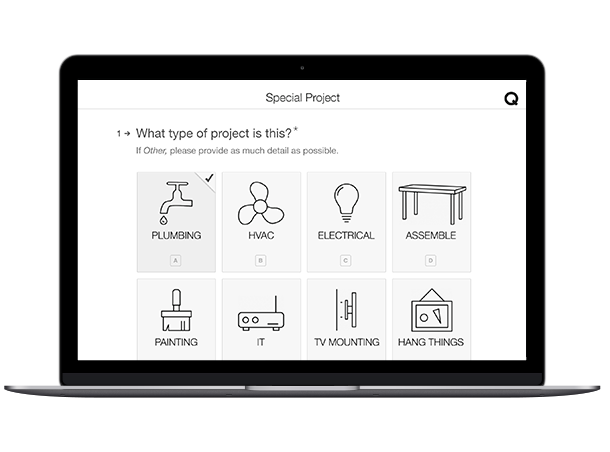 Special Project
Q
1 → What type of project is this?*
If Other, please provide as much detail as possible.
PLUMBING
HVAC
ELECTRICAL
ASSEMBLE
A
B
C
D
PAINTING
IT
TV MOUNTING
HANG THINGS